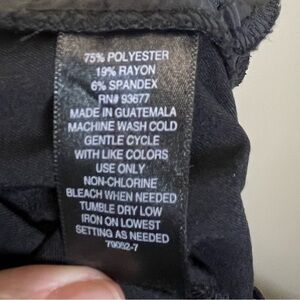 75% POLYESTER
19% RAYON
6% SPANDEX
RN# 93677
MADE IN GUATEMALA
MACHINE WASH COLD
GENTLE CYCLE
WITH LIKE COLORS
USE ONLY
NON-CHLORINE
BLEACH WHEN NEEDED
TUMBLE DRY LOW
IRON ON LOWEST
SETTING AS NEEDED
79052-7